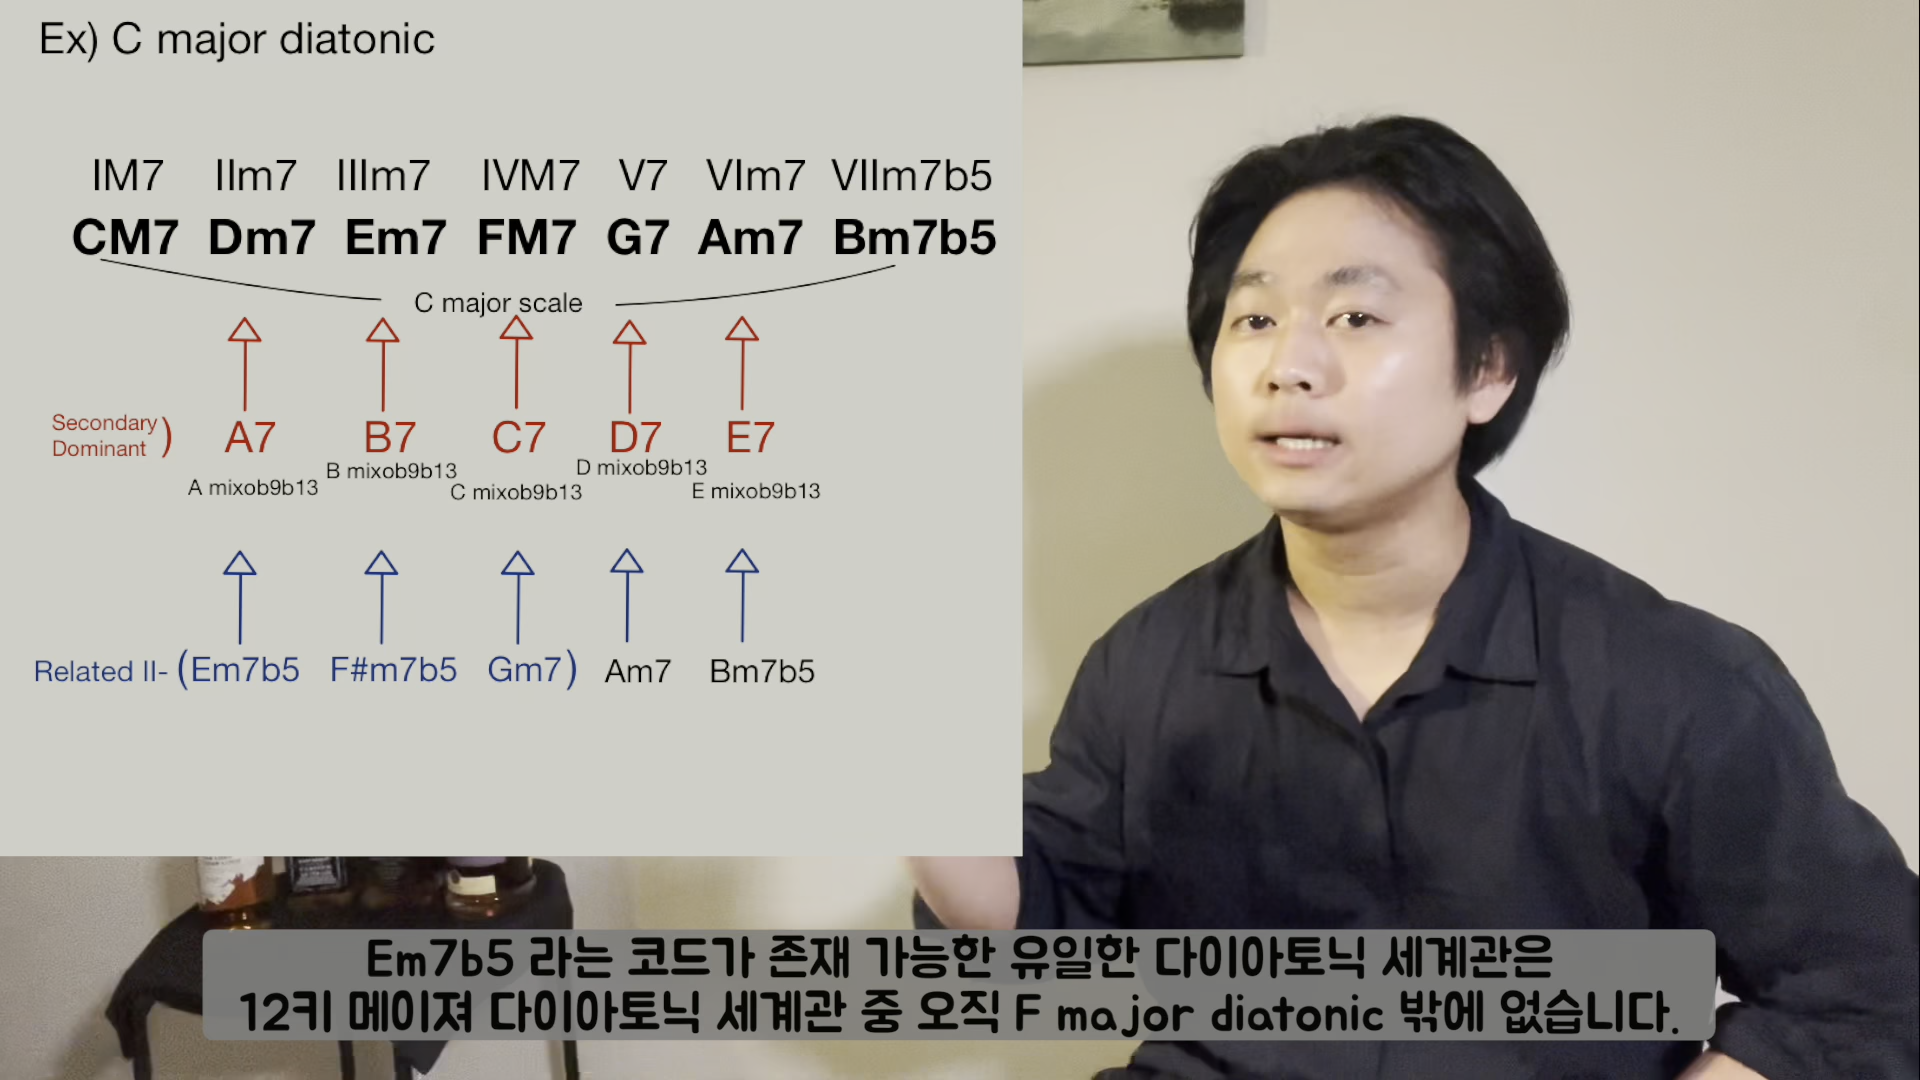 Ex) C major diatonic
IM7 IIm7 IIIm7 IVM7 V7 VIm7 VIIm7b5
CM7 Dm7 Em7 FM7 G7 Am7 Bm7b5
C major scale
Secondary
Dominant ) A7 B7 C7 D7 E7
A mixob9b13 B mixob9b13 C mixob9b13 D mixob9b13 E mixob9b13
Related II- (Em7b5 F#m7b5 Gm7) Am7 Bm7b5
Em7b5 라는 코드가 존재 가능한 유일한 다이아토닉 세계관은
12키 메이져 다이아토닉 세계관 중 오직 F major diatonic 밖에 없습니다.